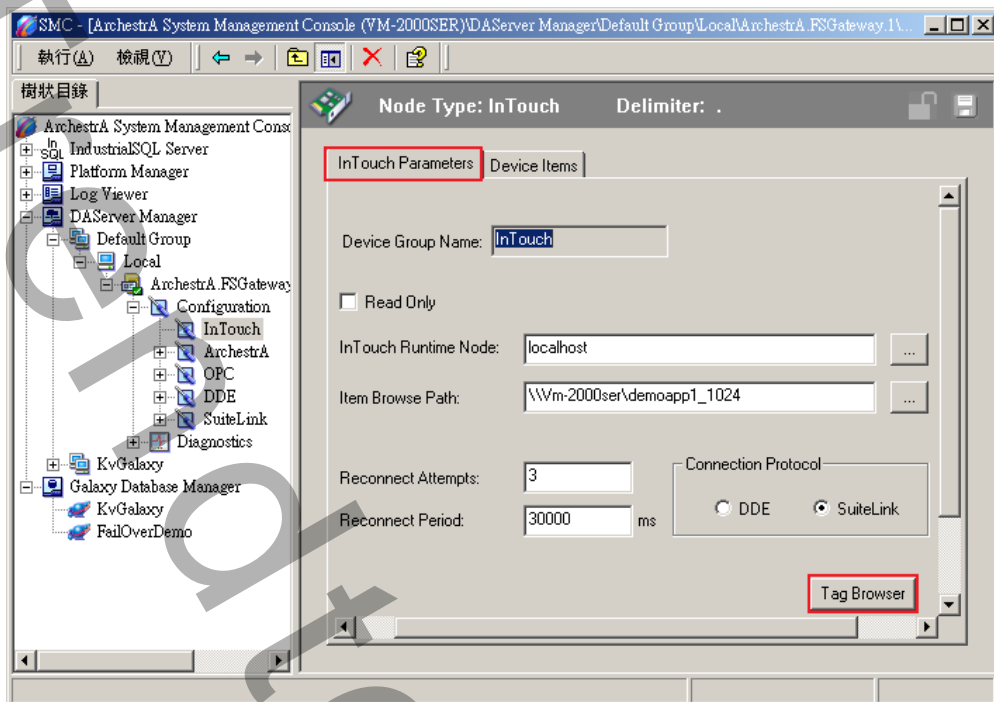 SMC - [ArchestrA System Management Console (VM-2000SER)\DAServer Manager\Default Group\Local\ArchestrA.FSGateway.1\...
執行(A) 檢視(V)
樹狀目錄
ArchestrA System Management Conso
IndustrialSQL Server
Platform Manager
Log Viewer
DAServer Manager
Default Group
Local
ArchestrA.FSGateway
Configuration
InTouch
ArchestrA
OPC
DDE
SuiteLink
Diagnostics
KvGalaxy
Galaxy Database Manager
KvGalaxy
FailOverDemo
Node Type: InTouch Delimiter: .
InTouch Parameters Device Items
Device Group Name: InTouch
Read Only
InTouch Runtime Node: localhost ...
Item Browse Path: \\Vm-2000ser\demoapp1_1024 ...
Reconnect Attempts: 3
Reconnect Period: 30000 ms
Connection Protocol
DDE SuiteLink
Tag Browser